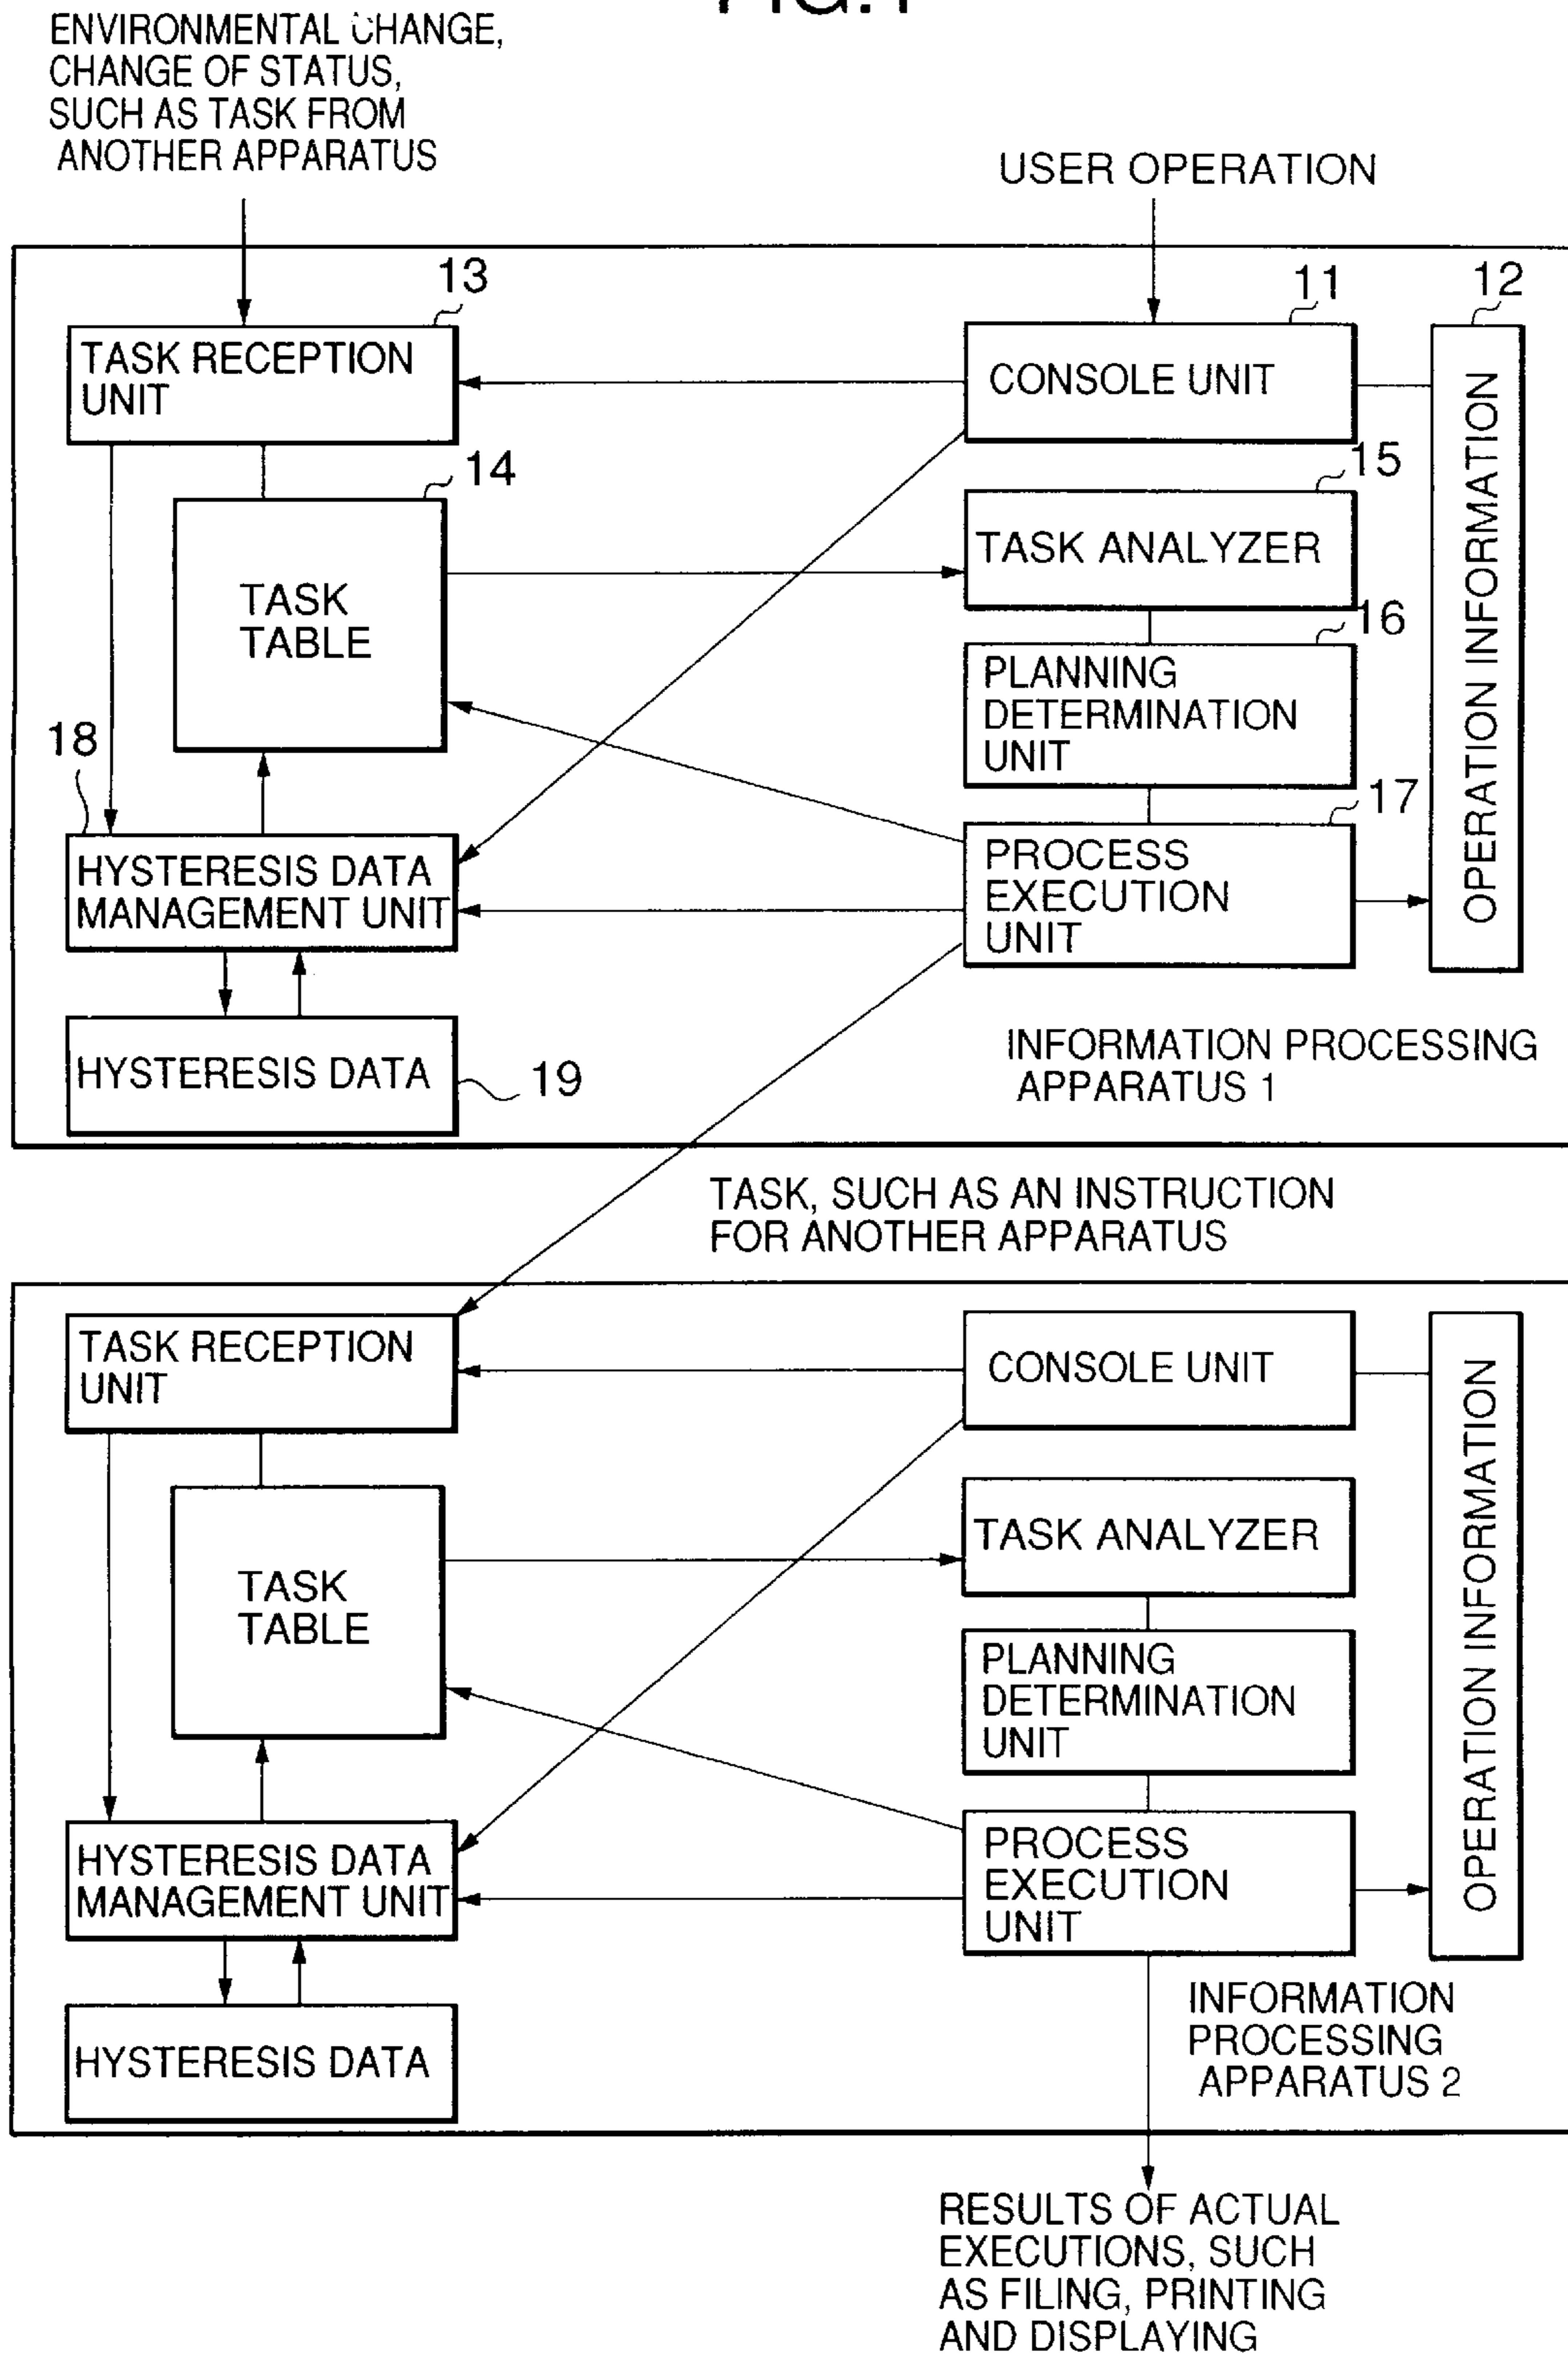 FIG.1
ENVIRONMENTAL CHANGE,
CHANGE OF STATUS,
SUCH AS TASK FROM
ANOTHER APPARATUS
USER OPERATION
13
11
12
TASK RECEPTION
UNIT
CONSOLE UNIT
OPERATION INFORMATION
14
15
TASK ANALYZER
TASK
TABLE
16
PLANNING
DETERMINATION
UNIT
18
17
HYSTERESIS DATA
MANAGEMENT UNIT
PROCESS
EXECUTION
UNIT
HYSTERESIS DATA
19
INFORMATION PROCESSING
APPARATUS 1
TASK, SUCH AS AN INSTRUCTION
FOR ANOTHER APPARATUS
TASK RECEPTION
UNIT
CONSOLE UNIT
OPERATION INFORMATION
TASK ANALYZER
TASK
TABLE
PLANNING
DETERMINATION
UNIT
HYSTERESIS DATA
MANAGEMENT UNIT
PROCESS
EXECUTION
UNIT
HYSTERESIS DATA
INFORMATION
PROCESSING
APPARATUS 2
RESULTS OF ACTUAL
EXECUTIONS, SUCH
AS FILING, PRINTING
AND DISPLAYING